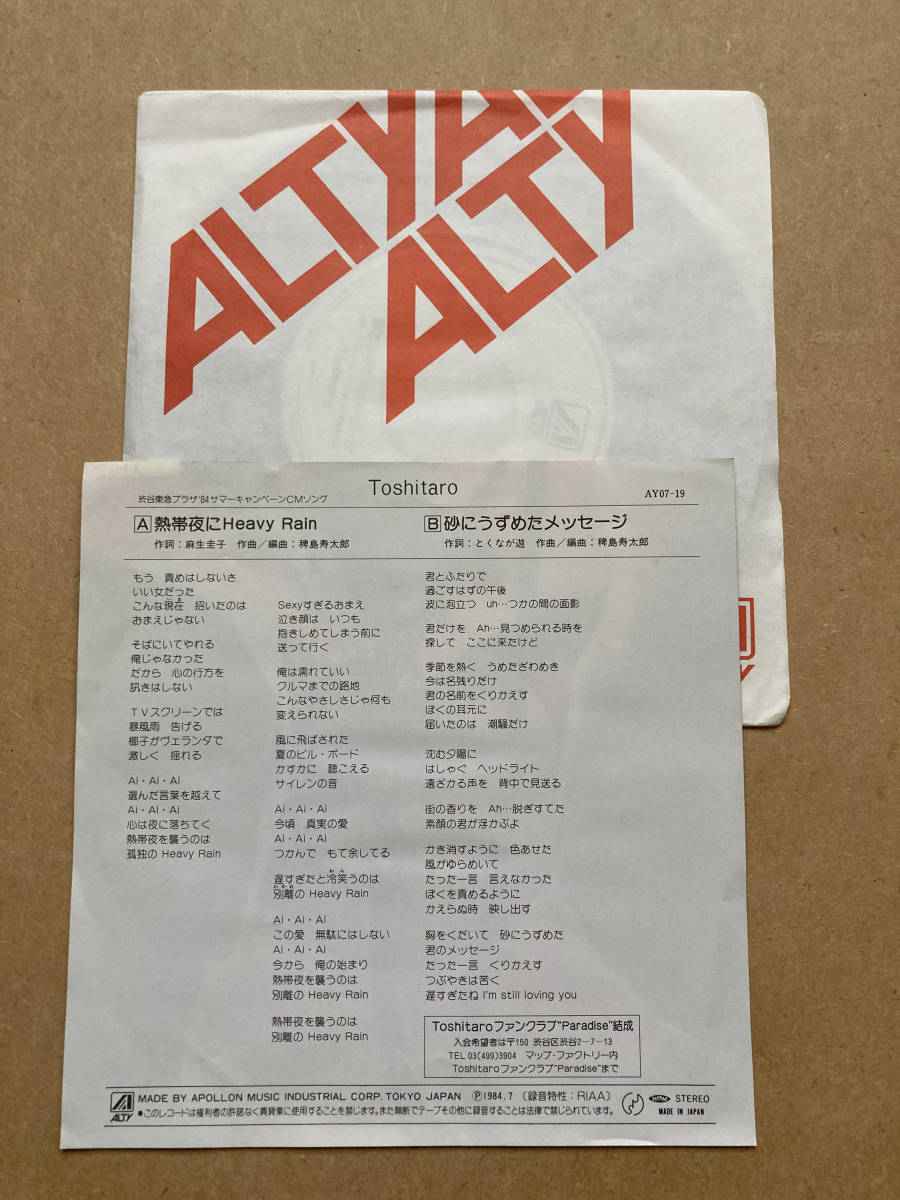 ALTY AL
ALTY
Toshitaro
渋谷東急プラザ'84サマーキャンペーンCMソング
AY07-19
A 熱帯夜にHeavy Rain
作詞:麻生圭子 作曲/編曲:稗島寿太郎
もう 責めはしないさ
いい女だった
こんな現在 招いたのは
おまえじゃない
そばにいてやれる
俺じゃなかった
だから 心の行方を
訊きはしない
TVスクリーンでは
暴風雨 告げる
椰子がヴェランダで
激しく 揺れる
Ai・Ai・Ai
選んだ言葉を越えて
Ai・Ai・Ai
心は夜に落ちてく
熱帯夜を襲うのは
孤独の Heavy Rain
Sexyすぎるおまえ
泣き顔は いつも
抱きしめてしまう前に
送って行く
俺は濡れていい
クルマまでの路地
こんなやさしさじゃ何も
変えられない
風に飛ばされた
夏のビル・ボード
かすかに 聴こえる
サイレンの音
Ai・Ai・Ai
今頃 真実の愛
Ai・Ai・Ai
つかんで もて余してる
遅すぎたと冷笑うのは
別離の Heavy Rain
Ai・Ai・Ai
この愛 無駄にはしない
Ai・Ai・Ai
今から 俺の始まり
熱帯夜を襲うのは
別離の Heavy Rain
熱帯夜を襲うのは
別離の Heavy Rain
B 砂にうずめたメッセージ
作詞:とくなが遊 作曲/編曲:稗島寿太郎
君とふたりで
過ごすはずの午後
波に泡立つ uh…つかの間の面影
君だけを Ah…見つめられる時を
探して ここに来たけど
季節を熱く うめたざわめき
今は名残りだけ
君の名前をくりかえす
ぼくの耳元に
届いたのは 潮騒だけ
沈む夕陽に
はしゃぐ ヘッドライト
遠ざかる声を 背中で見送る
街の香りを Ah…脱ぎすてた
素顔の君が浮かぶよ
かき消すように 色あせた
風がゆらめいて
たった一言 言えなかった
ぼくを責めるように
かえらぬ時 映し出す
胸をくだいて 砂にうずめた
君のメッセージ
たった一言 くりかえす
つぶやきは苦く
遅すぎたね I'm still loving you
Toshitaroファンクラブ"Paradise"結成
入会希望者は〒150 渋谷区渋谷2-7-13
TEL 03(499)3904 マップ・ファクトリー内
Toshitaroファンクラブ"Paradise"まで
ALTY
MADE BY APOLLON MUSIC INDUSTRIAL CORP. TOKYO JAPAN Ⓟ1984.7 〔録音特性:RIAA〕
●このレコードは権利者の許諾なく賃貸業に使用することを禁じます。また無断でテープその他に録音することは法律で禁じられています。
STEREO
MADE IN JAPAN